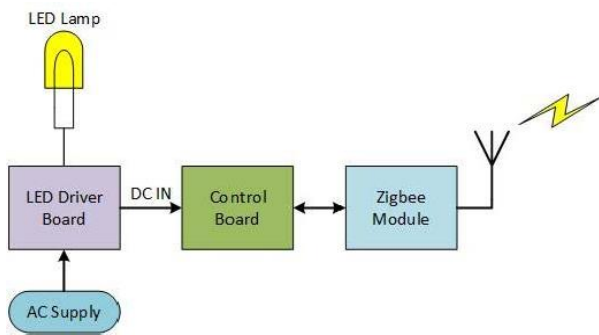 LED Lamp
LED Driver
Board
DC IN
Control
Board
Zigbee
Module
AC Supply